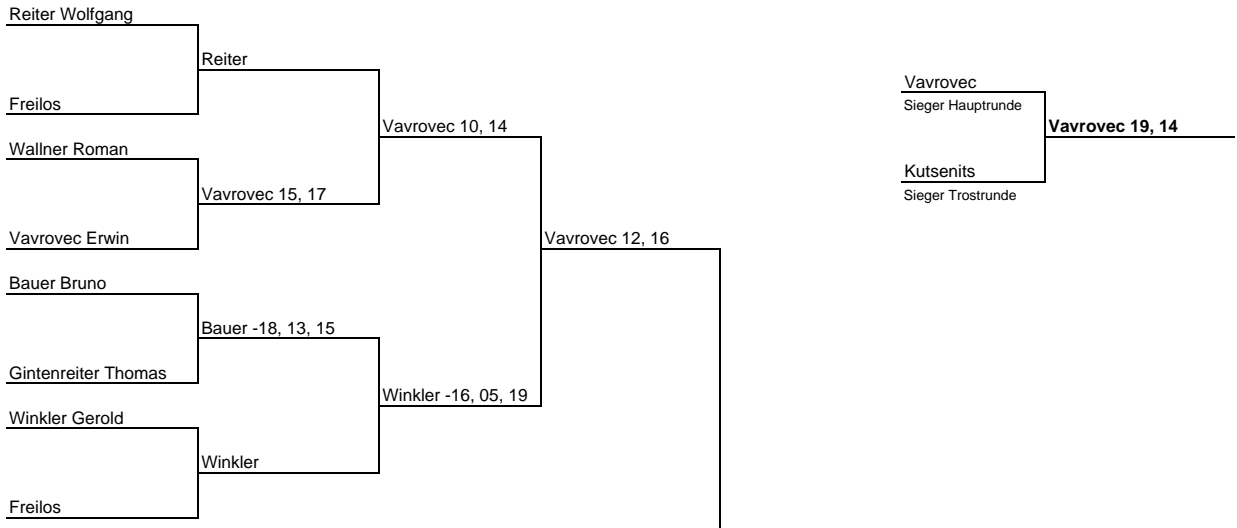 Reiter Wolfgang
Reiter
Freilos
Vavrovec 10, 14
Wallner Roman
Vavrovec 15, 17
Vavrovec Erwin
Vavrovec 12, 16
Bauer Bruno
Bauer -18, 13, 15
Gintenreiter Thomas
Winkler -16, 05, 19
Winkler Gerold
Winkler
Freilos
Vavrovec
Sieger Hauptrunde
Vavrovec 19, 14
Kutsenits
Sieger Trostrunde